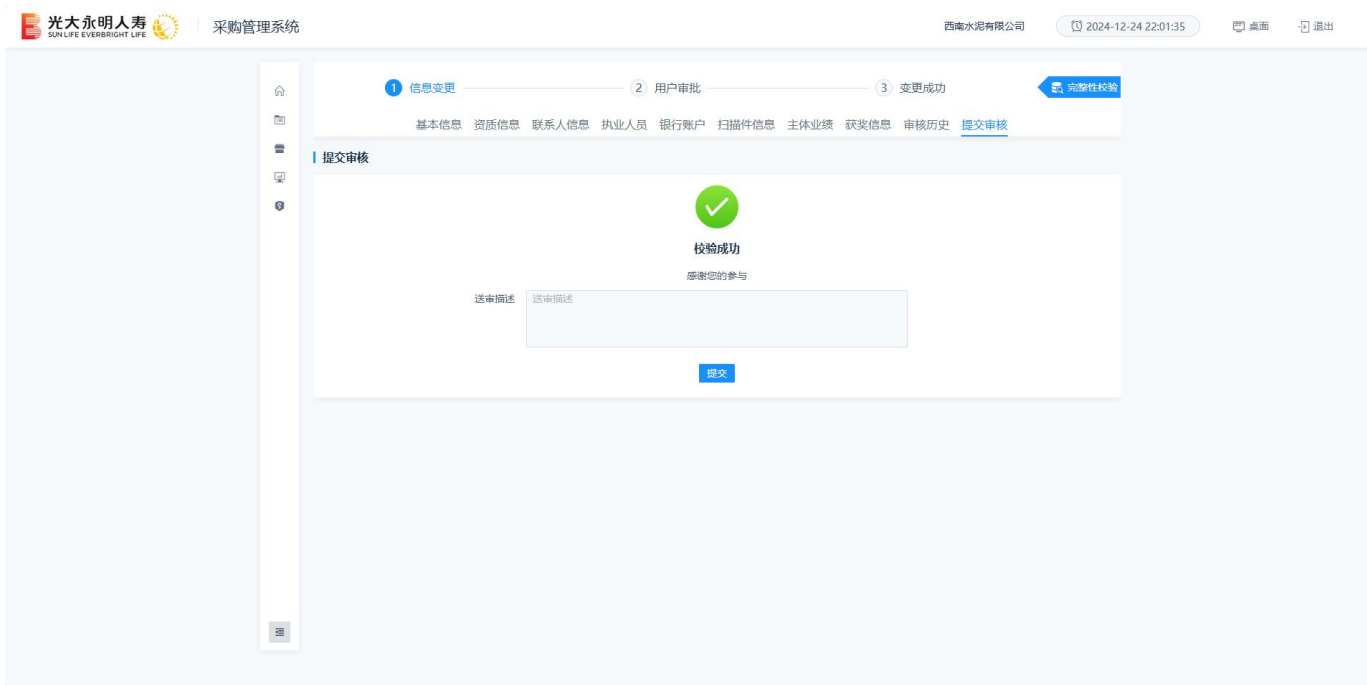 光大永明人寿
SUN LIFE EVERBRIGHT LIFE
采购管理系统
西南水泥有限公司
2024-12-24 22:01:35
桌面
退出
1 信息变更
2 用户审批
3 变更成功
完整性校验
基本信息 资质信息 联系人信息 执业人员 银行账户 扫描件信息 主体业绩 获奖信息 审核历史 提交审核
提交审核
校验成功
感谢您的参与
送审描述 送审描述
提交